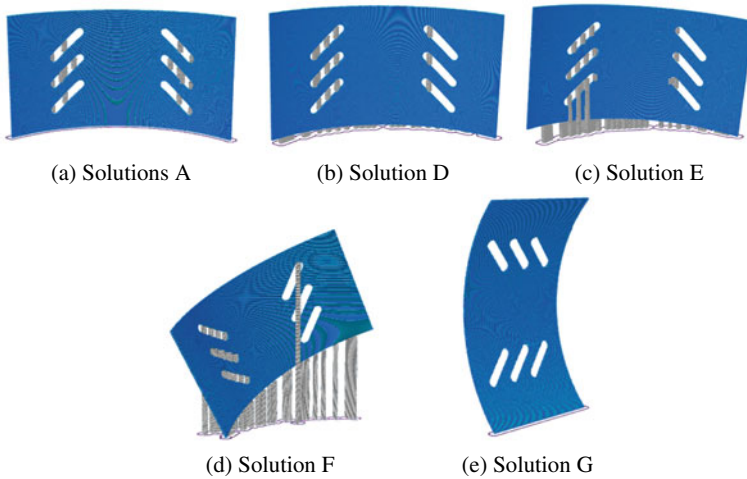 (a) Solutions A
(b) Solution D
(c) Solution E
(d) Solution F
(e) Solution G